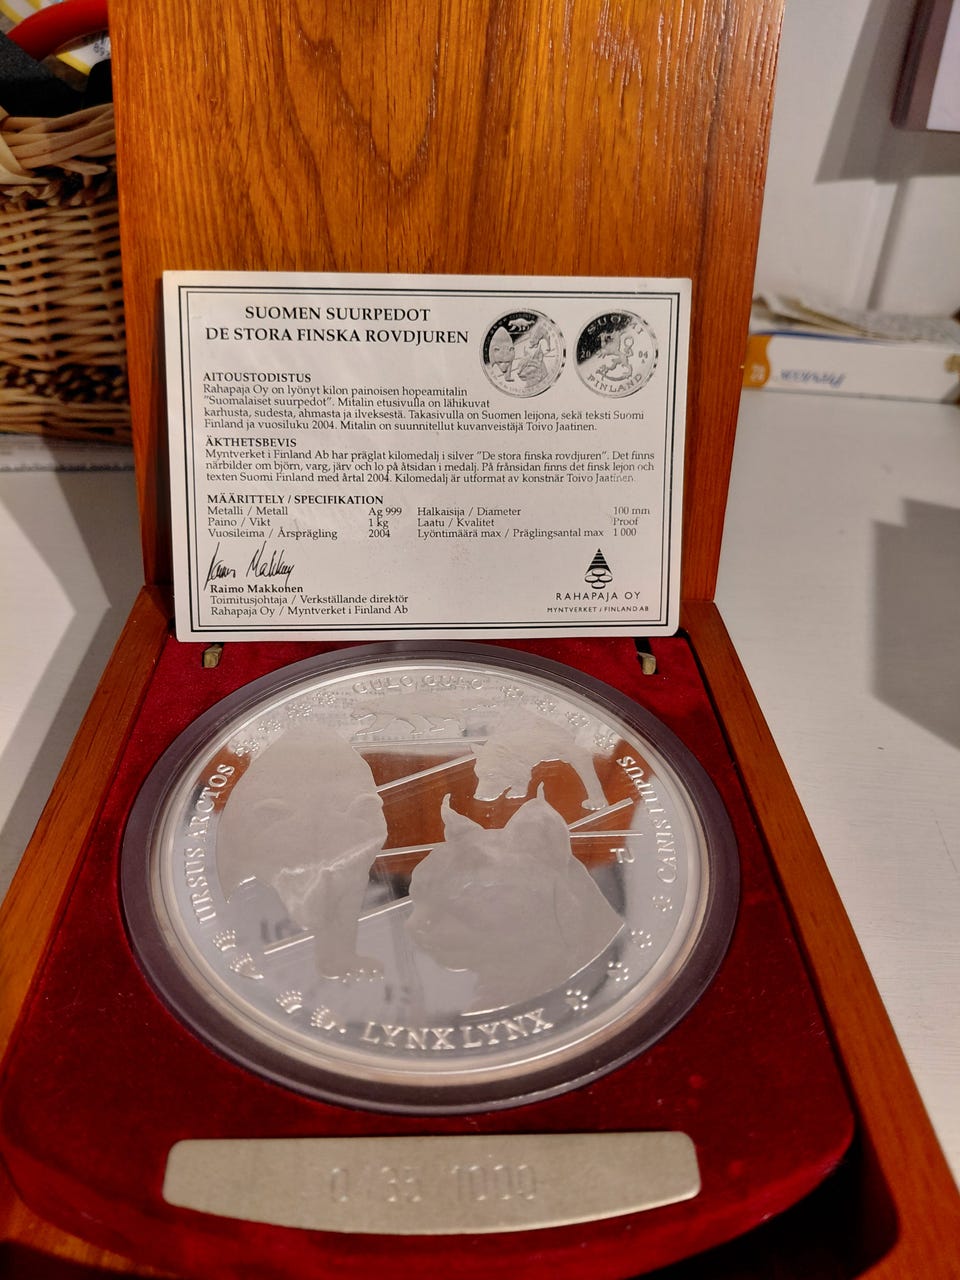 SUOMEN SUURPEDOT
DE STORA FINSKA ROVDJUREN
SUOMI
20 04
FINLAND
AITOUSTODISTUS
Rahapaja Oy on lyönyt kilon painoisen hopeamitalin
"Suomalaiset suurpedot". Mitalin etusivulla on lähikuvat
karhusta, sudesta, ahmasta ja ilveksestä. Takasivulla on Suomen leijona, sekä teksti Suomi
Finland ja vuosiluku 2004. Mitalin on suunnitellut kuvanveistäjä Toivo Jaatinen.
ÄKTHETSBEVIS
Myntverket i Finland Ab har präglat kilomedalj i silver "De stora finska rovdjuren". Det finns
närbilder om björn, varg, järv och lo på åtsidan i medalj. På frånsidan finns det finsk lejon och
texten Suomi Finland med årtal 2004. Kilomedalj är utformat av konstnär Toivo Jaatinen.
MÄÄRITTELY / SPECIFIKATION
Metalli / Metall Ag 999 Halkaisija / Diameter 100 mm
Paino / Vikt 1 kg Laatu / Kvalitet Proof
Vuosileima / Årsprägling 2004 Lyöntimäärä max / Präglingsantal max 1 000
Raimo Makkonen
Toimitusjohtaja / Verkställande direktör
Rahapaja Oy / Myntverket i Finland Ab
RAHAPAJA OY
MYNTVERKET I FINLAND AB
GULO GULO
URSUS ARCTOS
CANIS LUPUS
LYNX LYNX
1000